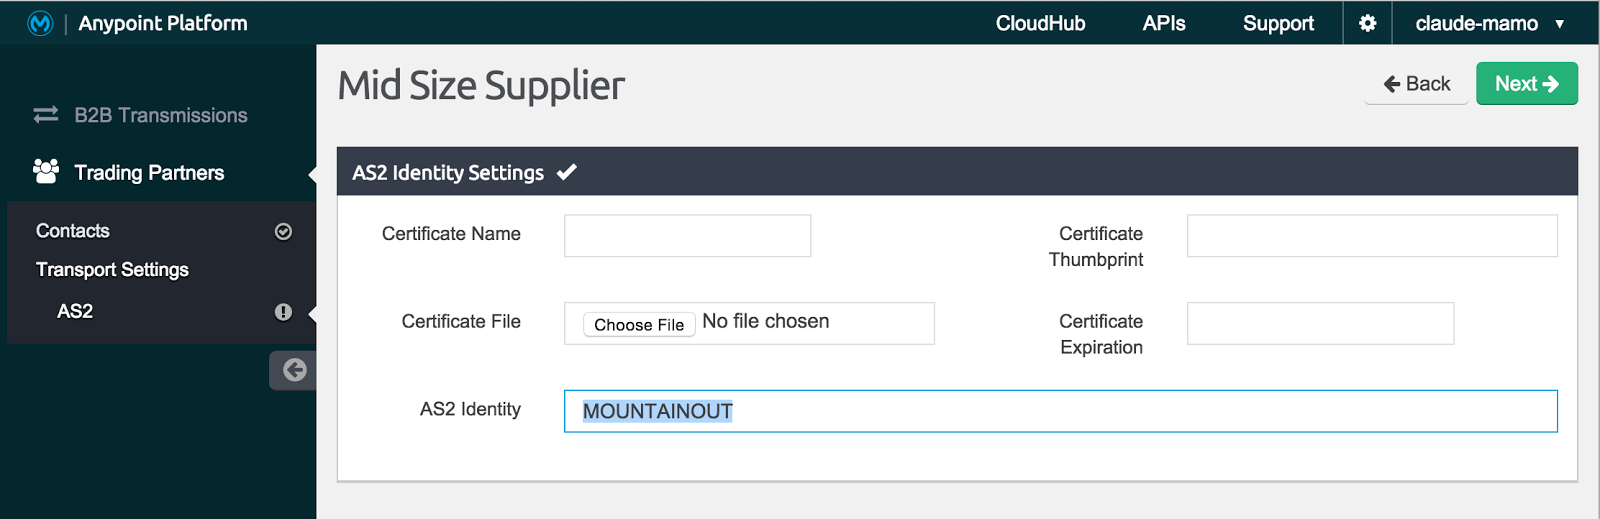 Anypoint Platform
CloudHub
APIs
Support
claude-mamo
B2B Transmissions
Trading Partners
Contacts
Transport Settings
AS2
Mid Size Supplier
Back
Next
AS2 Identity Settings
Certificate Name
Certificate
Thumbprint
Certificate File
Choose File No file chosen
Certificate
Expiration
AS2 Identity
MOUNTAINOUT